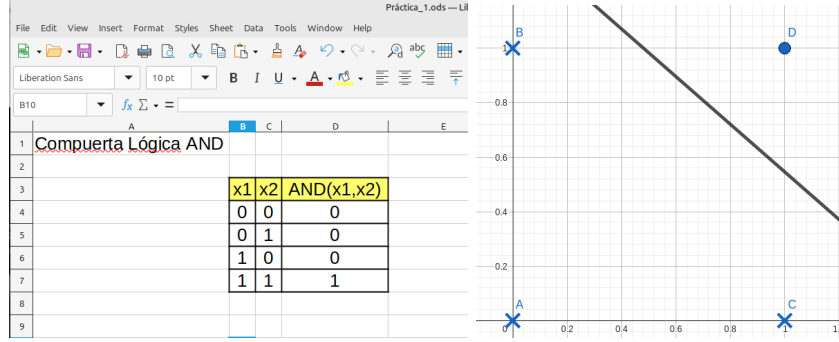 Práctica_1.ods — Lib
File Edit View Insert Format Styles Sheet Data Tools Window Help
Liberation Sans 10 pt B I U A
B10 fx Σ =
A B C D E
1 Compuerta Lógica AND
2
3 x1 x2 AND(x1,x2)
4 0 0 0
5 0 1 0
6 1 0 0
7 1 1 1
8
9
B D
1
0.8
0.6
0.4
0.2
A C
0 0.2 0.4 0.6 0.8 1 1.